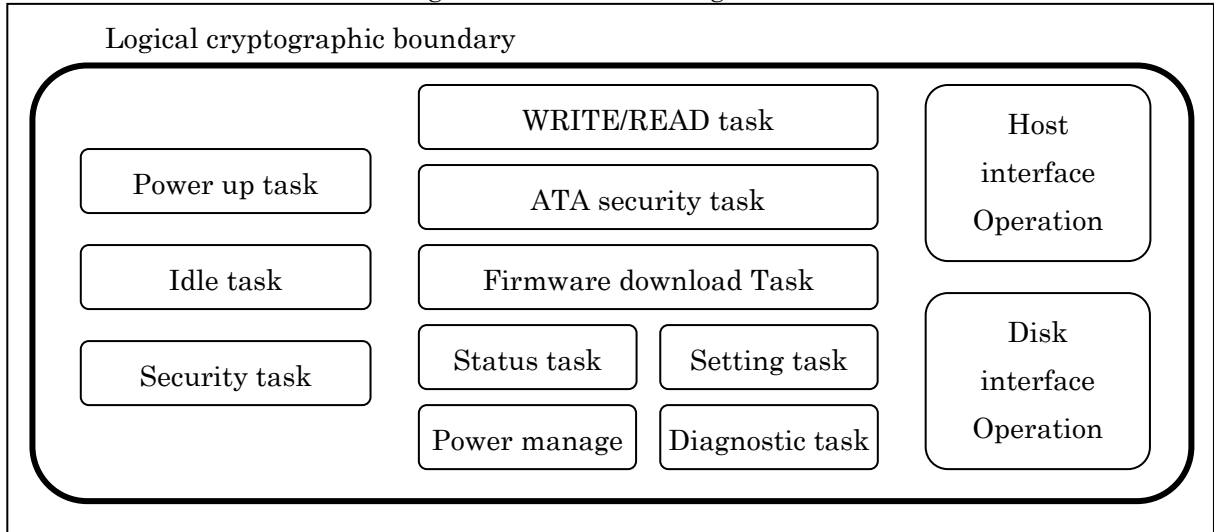 Logical cryptographic boundary
Power up task
Idle task
Security task
WRITE/READ task
ATA security task
Firmware download Task
Status task
Setting task
Power manage
Diagnostic task
Host
interface
Operation
Disk
interface
Operation